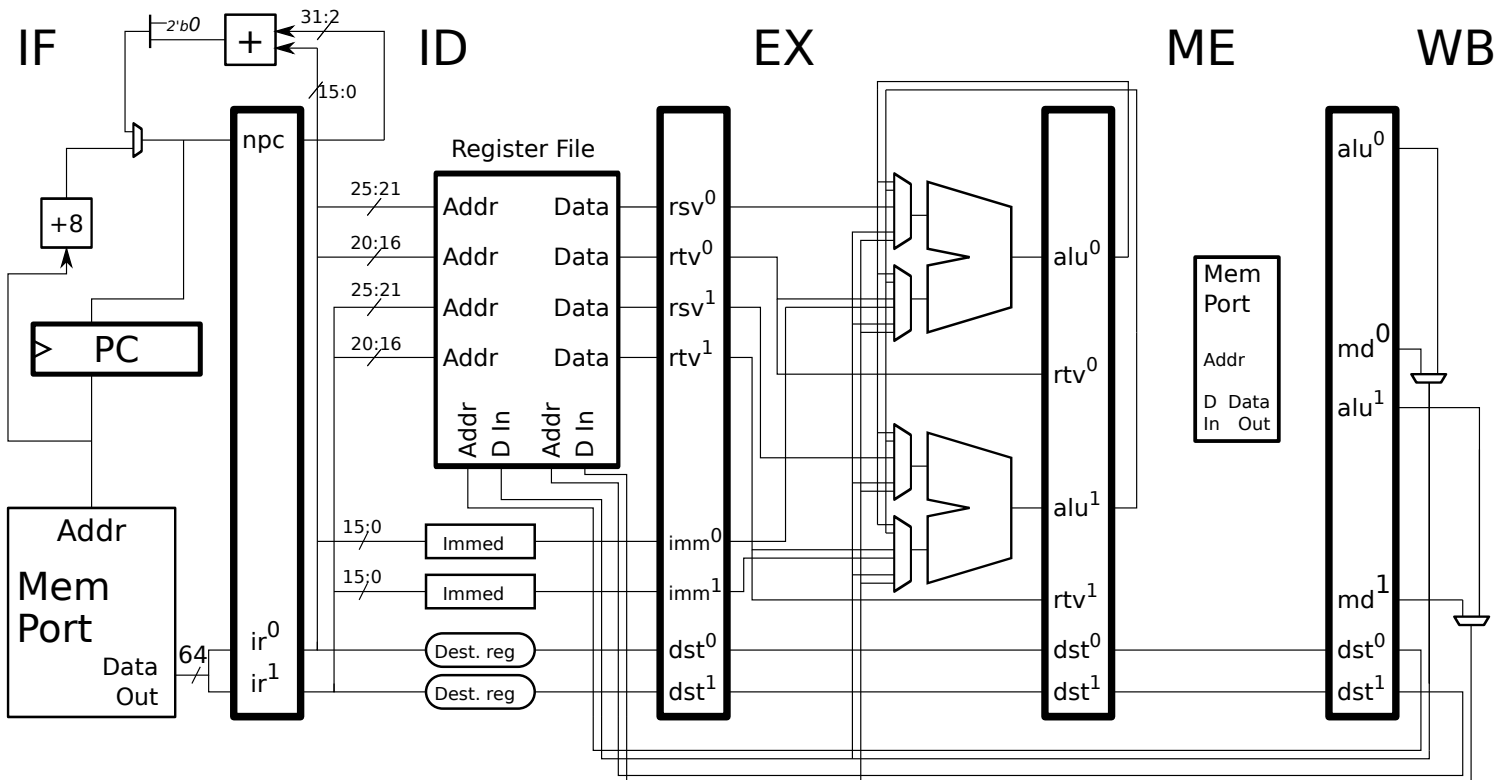 IF
ID
EX
ME
WB
2'b0
+
31:2
15:0
npc
+8
PC
Addr
Mem
Port
Data
Out
64
ir0
ir1
Register File
25:21
Addr
Data
20:16
Addr
Data
25:21
Addr
Data
20:16
Addr
Data
Addr
D In
Addr
D In
15:0
Immed
15:0
Immed
Dest. reg
Dest. reg
rsv0
rtv0
rsv1
rtv1
imm0
imm1
dst0
dst1
alu0
rtv0
alu1
rtv1
dst0
dst1
Mem
Port
Addr
D Data
In Out
alu0
md0
alu1
md1
dst0
dst1